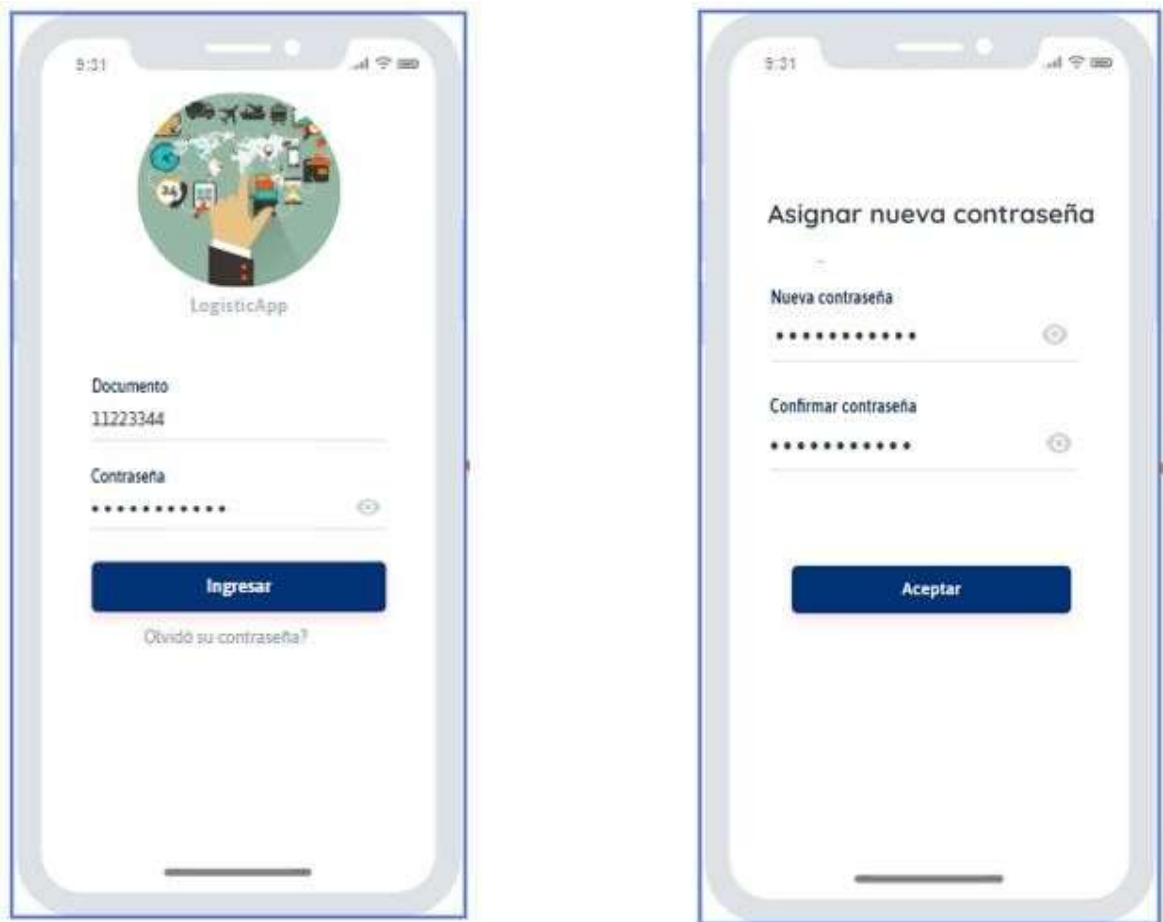 9:31
24
LogisticApp
Documento
11223344
Contraseña
•••••••••••
Ingresar
Olvidó su contraseña?
9:31
Asignar nueva contraseña
Nueva contraseña
•••••••••••
Confirmar contraseña
•••••••••••
Aceptar